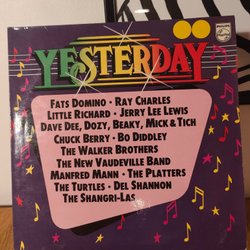 YESTERDAY
FATS DOMINO • RAY CHARLES
LITTLE RICHARD • JERRY LEE LEWIS
DAVE DEE, DOZY, BEAKY, MICK & TICH
CHUCK BERRY • BO DIDDLEY
THE WALKER BROTHERS
THE NEW VAUDEVILLE BAND
MANFRED MANN • THE PLATTERS
THE TURTLES • DEL SHANNON
THE SHANGRI-LAS